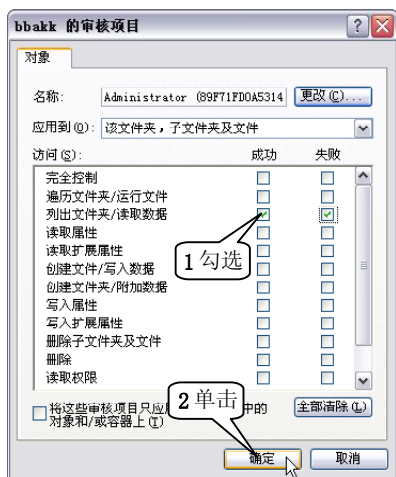 bbakk 的审核项目
对象
名称: Administrator (89F71FD0A5314 更改(C)...
应用到(O): 该文件夹，子文件夹及文件
访问(S): 成功 失败
完全控制
遍历文件夹/运行文件
列出文件夹/读取数据
读取属性
读取扩展属性
创建文件/写入数据
创建文件夹/附加数据
写入属性
写入扩展属性
删除子文件夹及文件
删除
读取权限
1 勾选
2 单击
将这些审核项目只应 中的
对象和/或容器上(T)
全部清除(L)
确定 取消